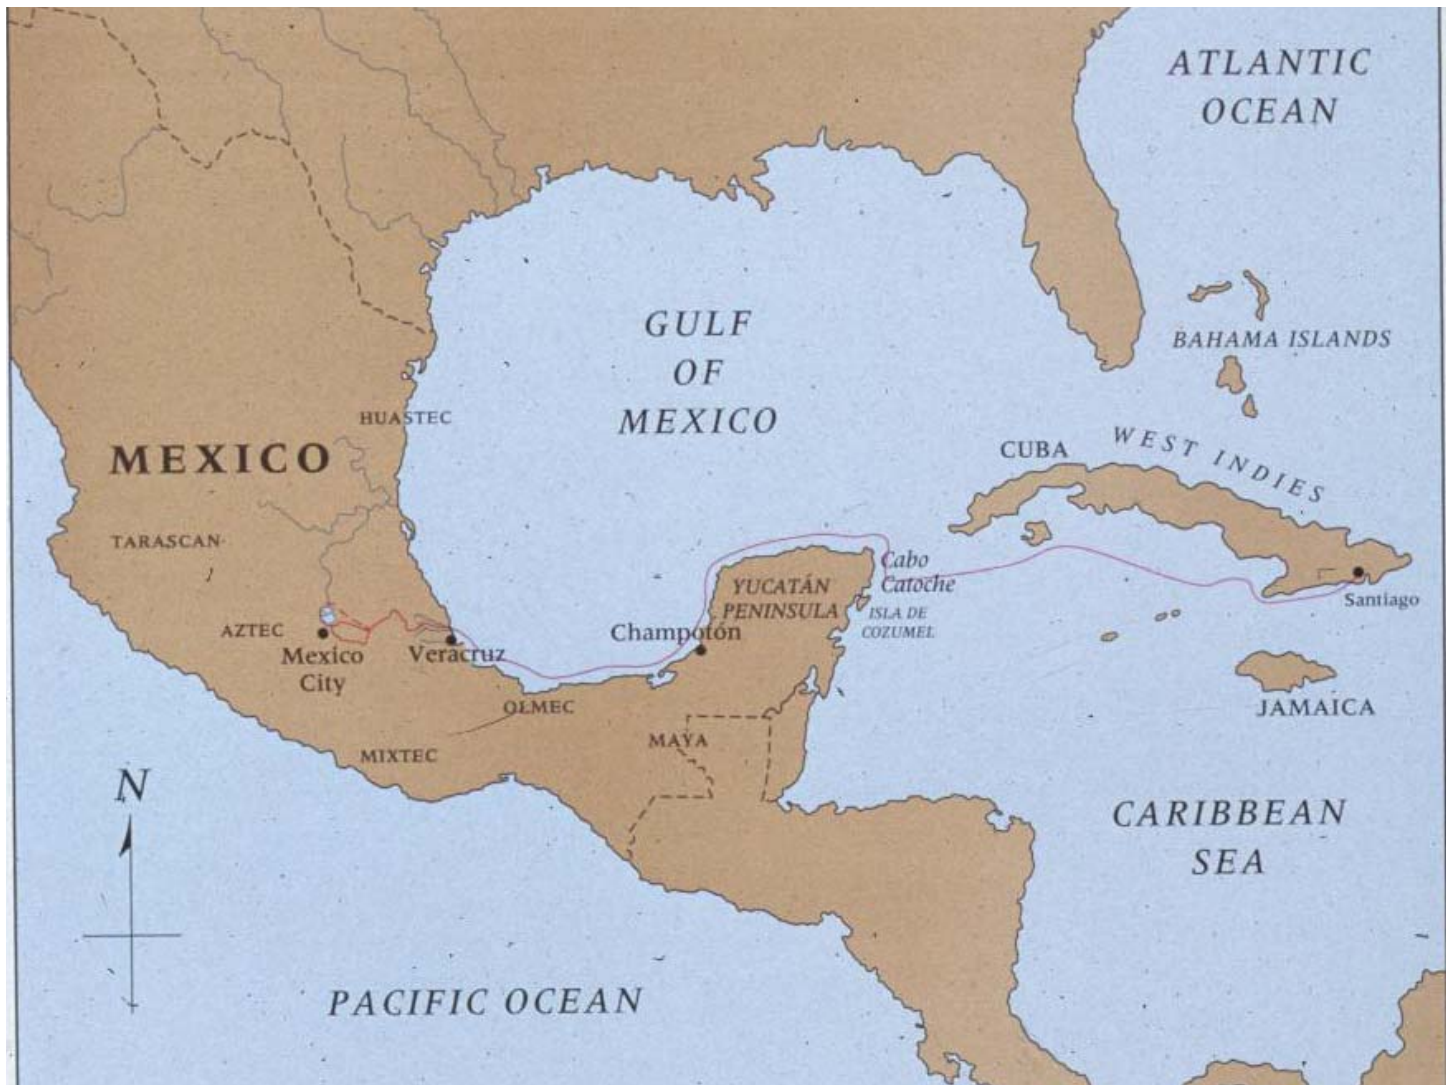 ATLANTIC
OCEAN
GULF
OF
MEXICO
BAHAMA ISLANDS
HUASTEC
MEXICO
CUBA
WEST INDIES
TARASCAN
Cabo
Catoche
YUCATÁN
PENINSULA
ISLA DE
COZUMEL
Santiago
AZTEC
Champotón
Mexico
City
Veracruz
OLMEC
JAMAICA
MIXTEC
MAYA
N
CARIBBEAN
SEA
PACIFIC OCEAN